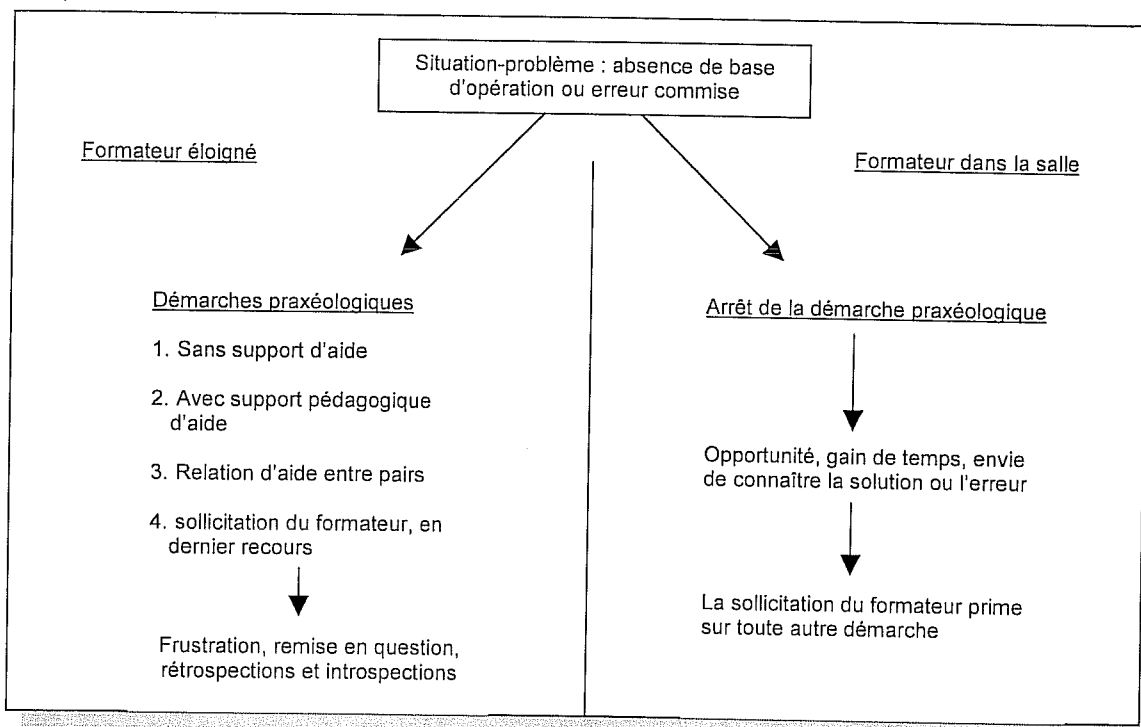 Situation-problème : absence de base
d'opération ou erreur commise
Formateur éloigné
Formateur dans la salle
Démarches praxéologiques
1. Sans support d'aide
2. Avec support pédagogique
d'aide
3. Relation d'aide entre pairs
4. sollicitation du formateur, en
dernier recours
Frustration, remise en question,
rétrospections et introspections
Arrêt de la démarche praxéologique
Opportunité, gain de temps, envie
de connaître la solution ou l'erreur
La sollicitation du formateur prime
sur toute autre démarche